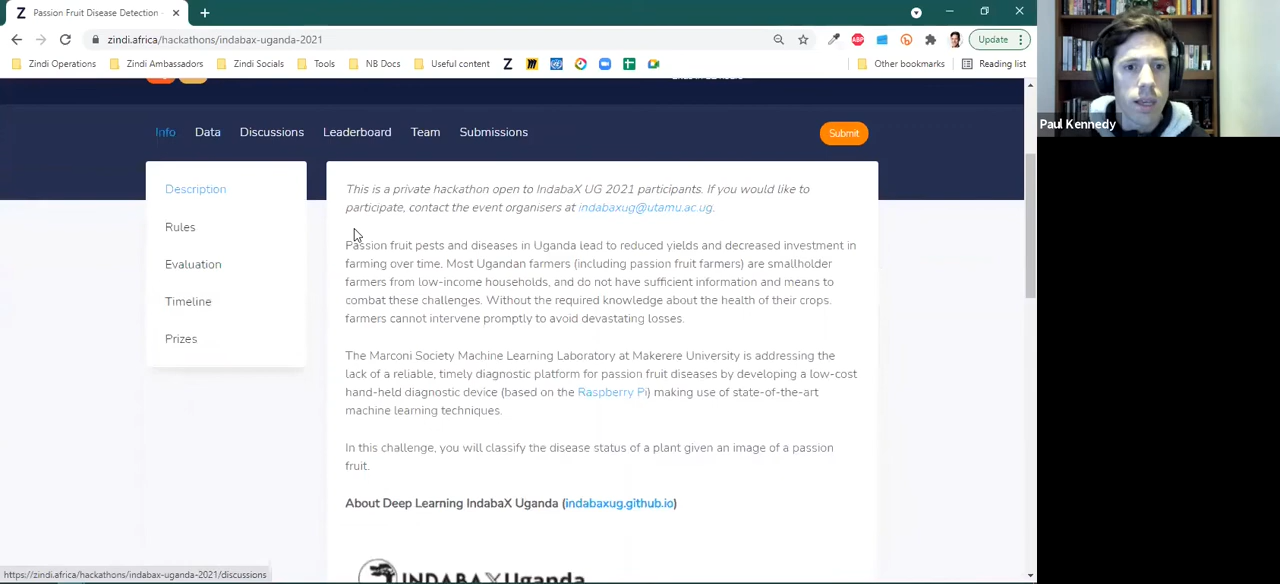 Passion Fruit Disease Detection -
zindi.africa/hackathons/indabax-uganda-2021
Update
Zindi Operations
Zindi Ambassadors
Zindi Socials
Tools
NB Docs
Useful content
Other bookmarks
Reading list
Info
Data
Discussions
Leaderboard
Team
Submissions
Submit
Description
Rules
Evaluation
Timeline
Prizes
This is a private hackathon open to IndabaX UG 2021 participants. If you would like to
participate, contact the event organisers at indabaxug@utamu.ac.ug.
Passion fruit pests and diseases in Uganda lead to reduced yields and decreased investment in
farming over time. Most Ugandan farmers (including passion fruit farmers) are smallholder
farmers from low-income households, and do not have sufficient information and means to
combat these challenges. Without the required knowledge about the health of their crops.
farmers cannot intervene promptly to avoid devastating losses.
The Marconi Society Machine Learning Laboratory at Makerere University is addressing the
lack of a reliable, timely diagnostic platform for passion fruit diseases by developing a low-cost
hand-held diagnostic device (based on the Raspberry Pi) making use of state-of-the-art
machine learning techniques.
In this challenge, you will classify the disease status of a plant given an image of a passion
fruit.
About Deep Learning IndabaX Uganda (indabaxug.github.io)
INDABAXUganda
https://zindi.africa/hackathons/indabax-uganda-2021/discussions
Paul Kennedy